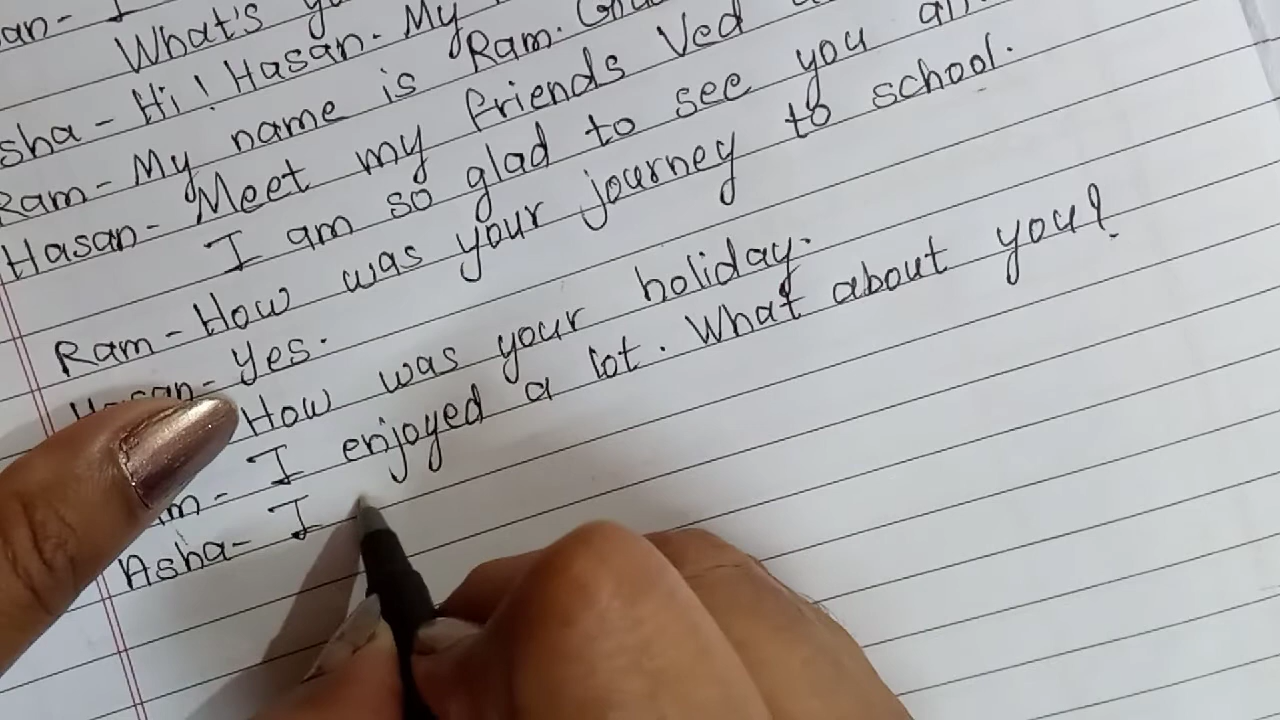 an- I
What's
sha- Hi! Hasan. My
Ram- My name is Ram.
Hasan- Meet my friends Ved
I am so glad to see you all.
Ram- How was your journey to school.
Yes.
How was your holiday.
m- I enjoyed a lot. What about you?
Asha- I